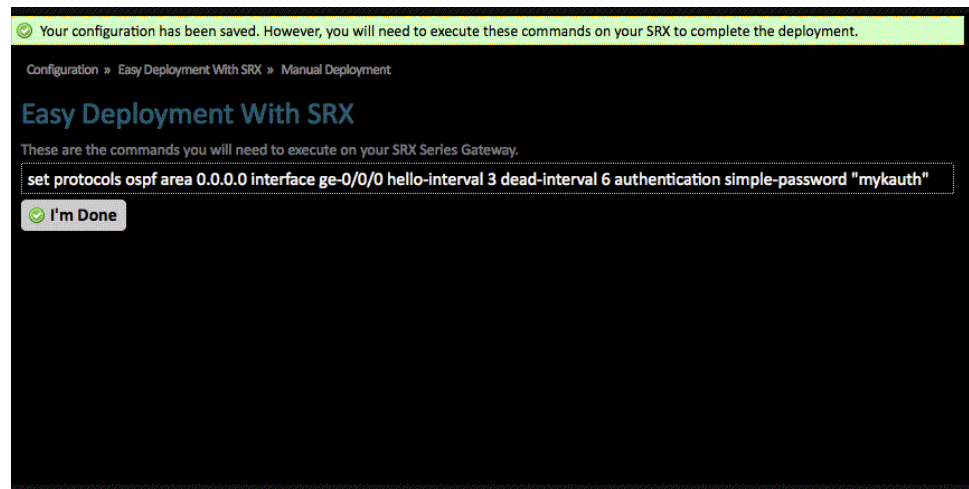 Your configuration has been saved. However, you will need to execute these commands on your SRX to complete the deployment.
Configuration » Easy Deployment With SRX » Manual Deployment
Easy Deployment With SRX
These are the commands you will need to execute on your SRX Series Gateway.
set protocols ospf area 0.0.0.0 interface ge-0/0/0 hello-interval 3 dead-interval 6 authentication simple-password "mykauth"
I'm Done